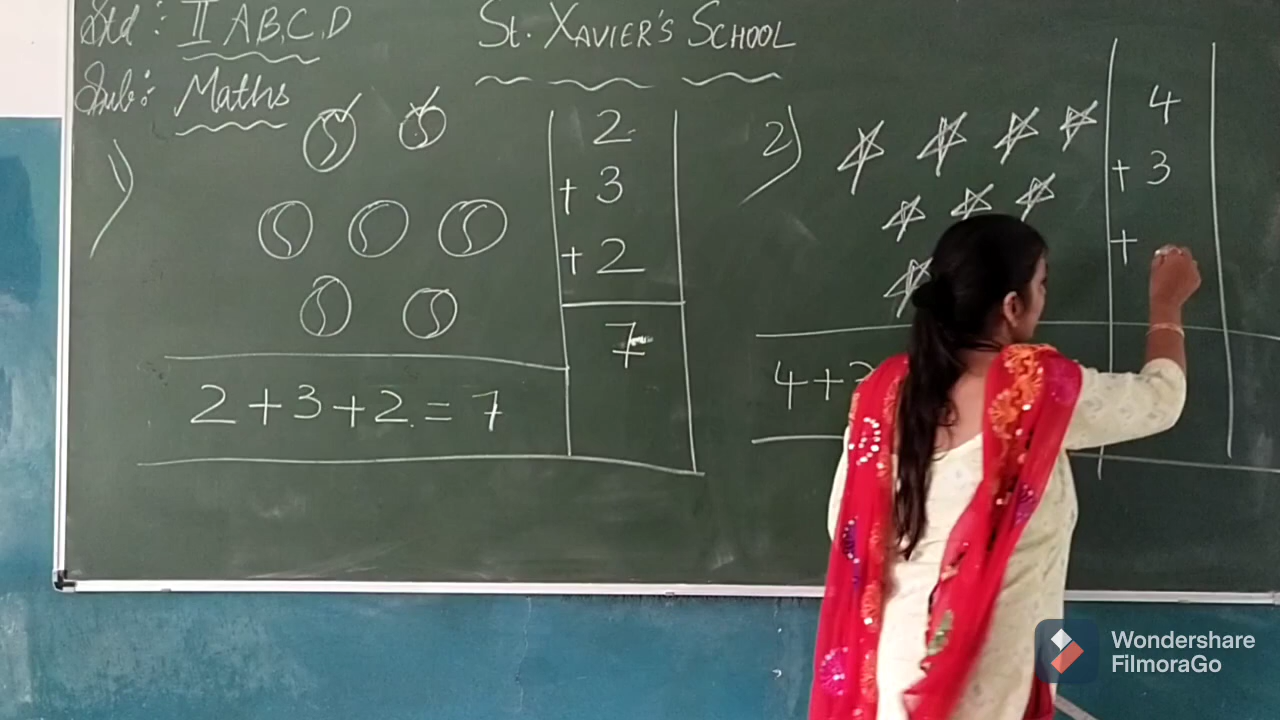 Std: II A B, C, D
St. XAVIER'S SCHOOL
Sub: Maths
1)
2
+ 3
+ 2
7
2 + 3 + 2 = 7
2)
4
+ 3
+
4 +
Wondershare
FilmoraGo